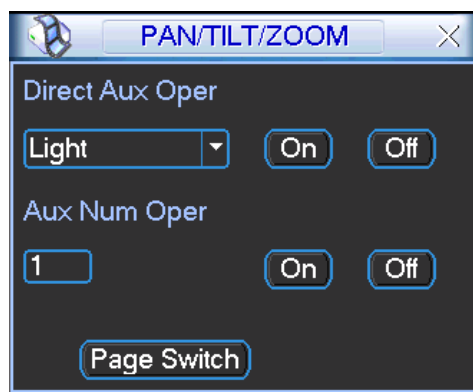 PAN/TILT/ZOOM
Direct Aux Oper
Light On Off
Aux Num Oper
1 On Off
Page Switch